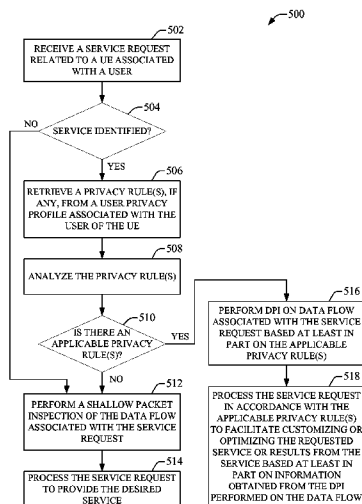 500
502
RECEIVE A SERVICE REQUEST
RELATED TO A UE ASSOCIATED
WITH A USER
504
NO
SERVICE IDENTIFIED?
YES
506
RETRIEVE A PRIVACY RULE(S), IF
ANY, FROM A USER PRIVACY
PROFILE ASSOCIATED WITH THE
USER OF THE UE
508
ANALYZE THE PRIVACY RULE(S)
510
IS THERE AN
APPLICABLE PRIVACY
RULE(S)?
YES
NO
512
PERFORM A SHALLOW PACKET
INSPECTION OF THE DATA FLOW
ASSOCIATED WITH THE SERVICE
REQUEST
514
PROCESS THE SERVICE REQUEST
TO PROVIDE THE DESIRED
SERVICE
516
PERFORM DPI ON DATA FLOW
ASSOCIATED WITH THE SERVICE
REQUEST BASED AT LEAST IN
PART ON THE APPLICABLE
PRIVACY RULE(S)
518
PROCESS THE SERVICE REQUEST
IN ACCORDANCE WITH THE
APPLICABLE PRIVACY RULE(S)
TO FACILITATE CUSTOMIZING OR
OPTIMIZING THE REQUESTED
SERVICE OR RESULTS FROM THE
SERVICE BASED AT LEAST IN
PART ON INFORMATION
OBTAINED FROM THE DPI
PERFORMED ON THE DATA FLOW